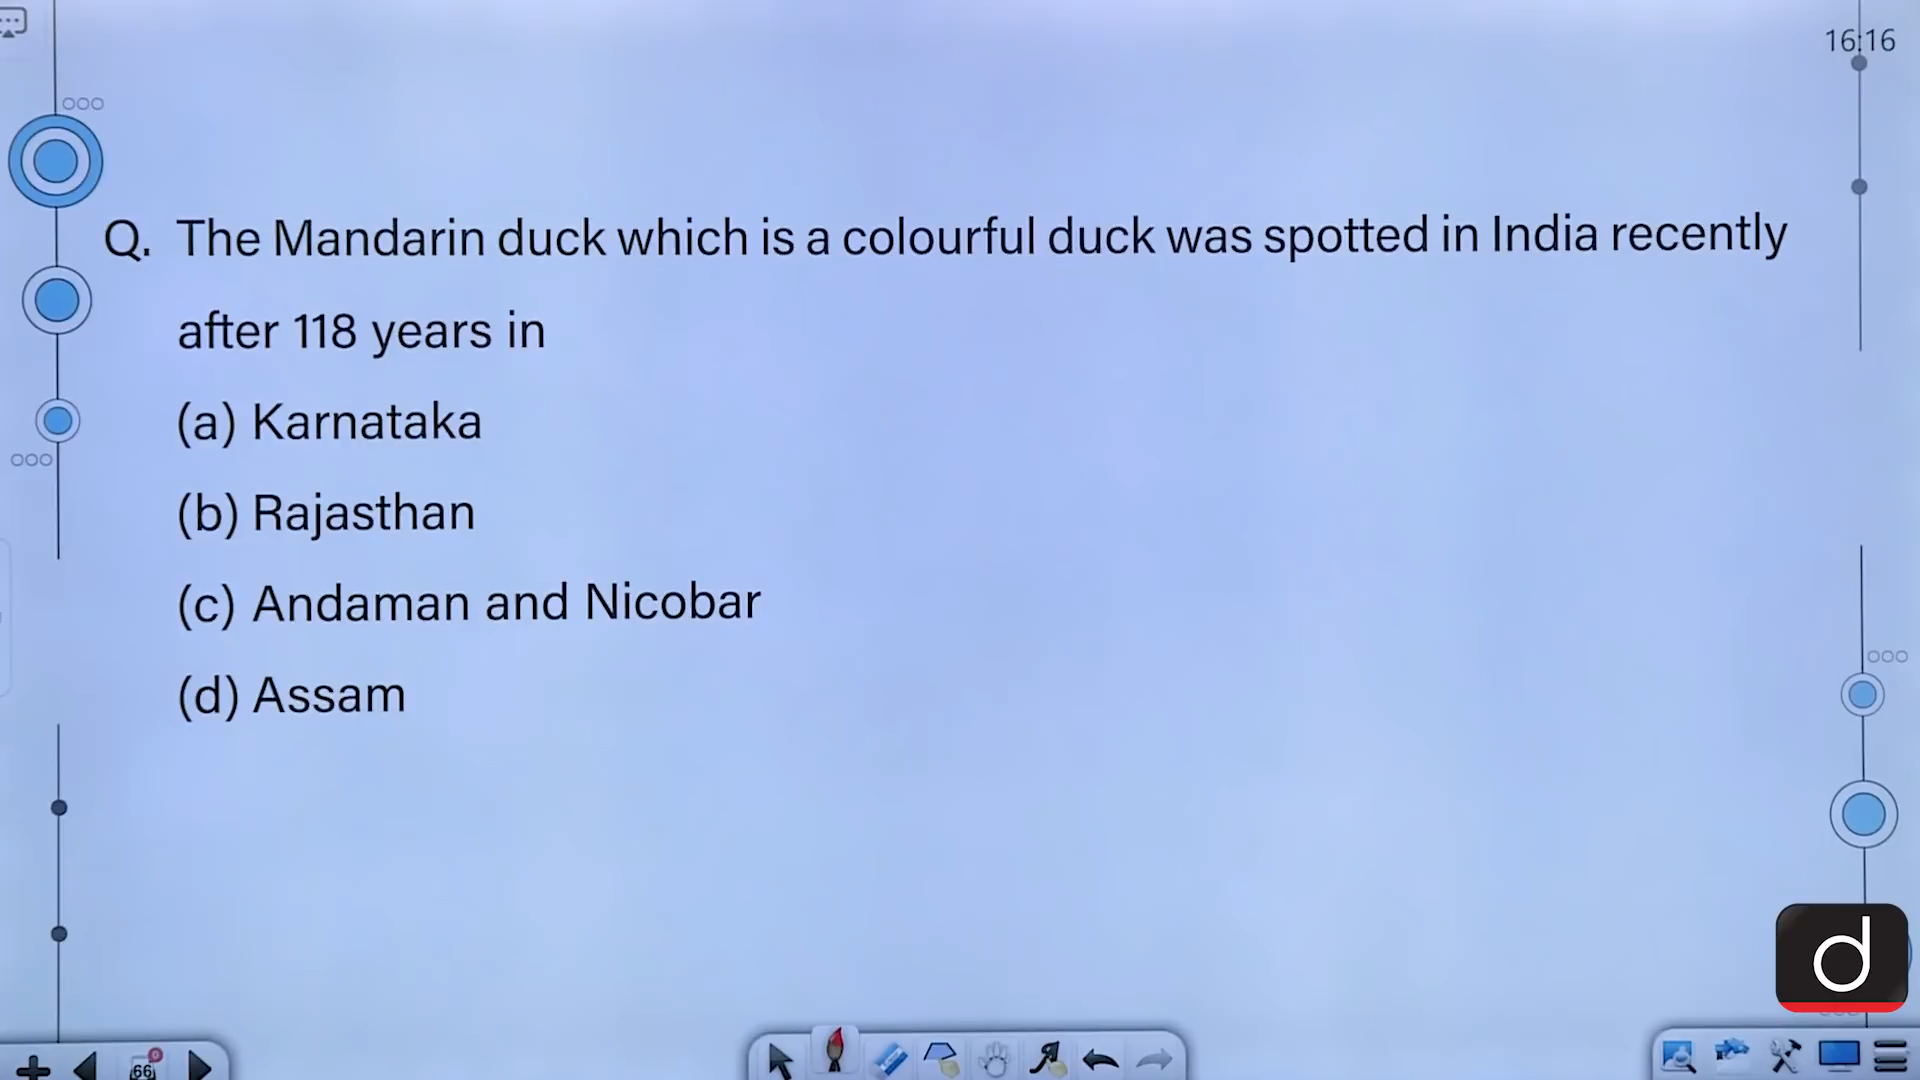 16:16
Q. The Mandarin duck which is a colourful duck was spotted in India recently
after 118 years in
(a) Karnataka
(b) Rajasthan
(c) Andaman and Nicobar
(d) Assam
d
66
0